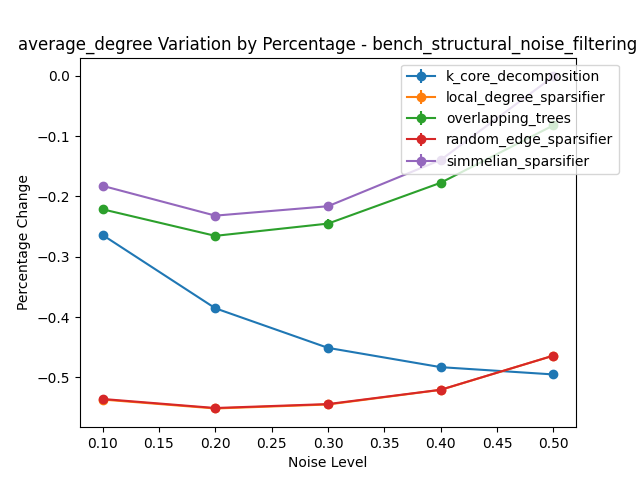 average_degree Variation by Percentage - bench_structural_noise_filtering
k_core_decomposition
local_degree_sparsifier
overlapping_trees
random_edge_sparsifier
simmelian_sparsifier
Percentage Change
0.0
−0.1
−0.2
−0.3
−0.4
−0.5
0.10 0.15 0.20 0.25 0.30 0.35 0.40 0.45 0.50
Noise Level